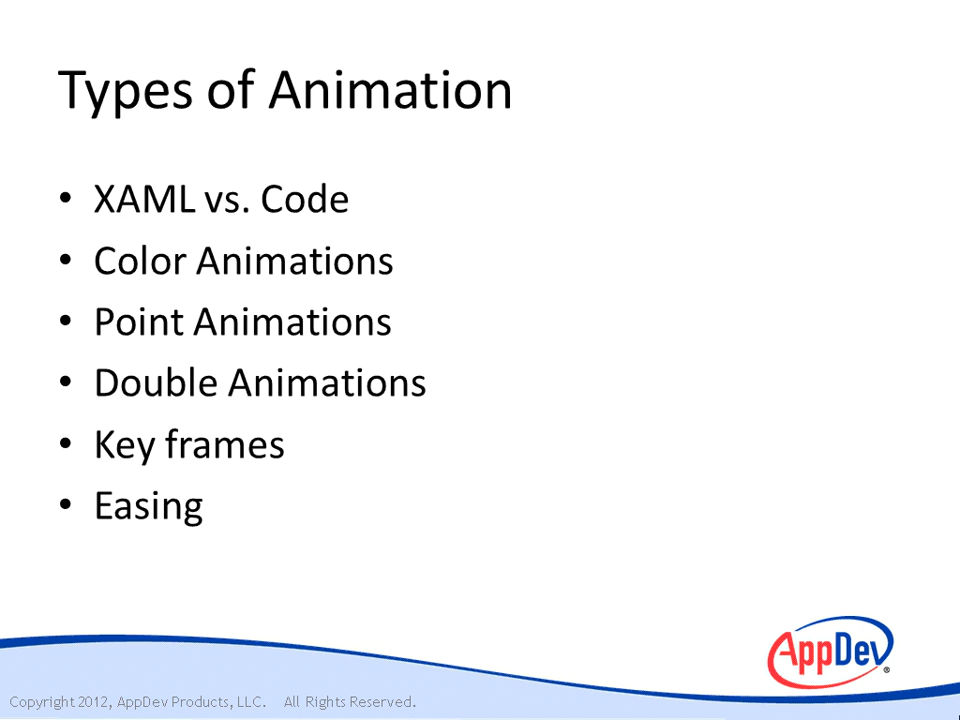 Types of Animation
• XAML vs. Code
• Color Animations
• Point Animations
• Double Animations
• Key frames
• Easing
AppDev®
Copyright 2012, AppDev Products, LLC. All Rights Reserved.